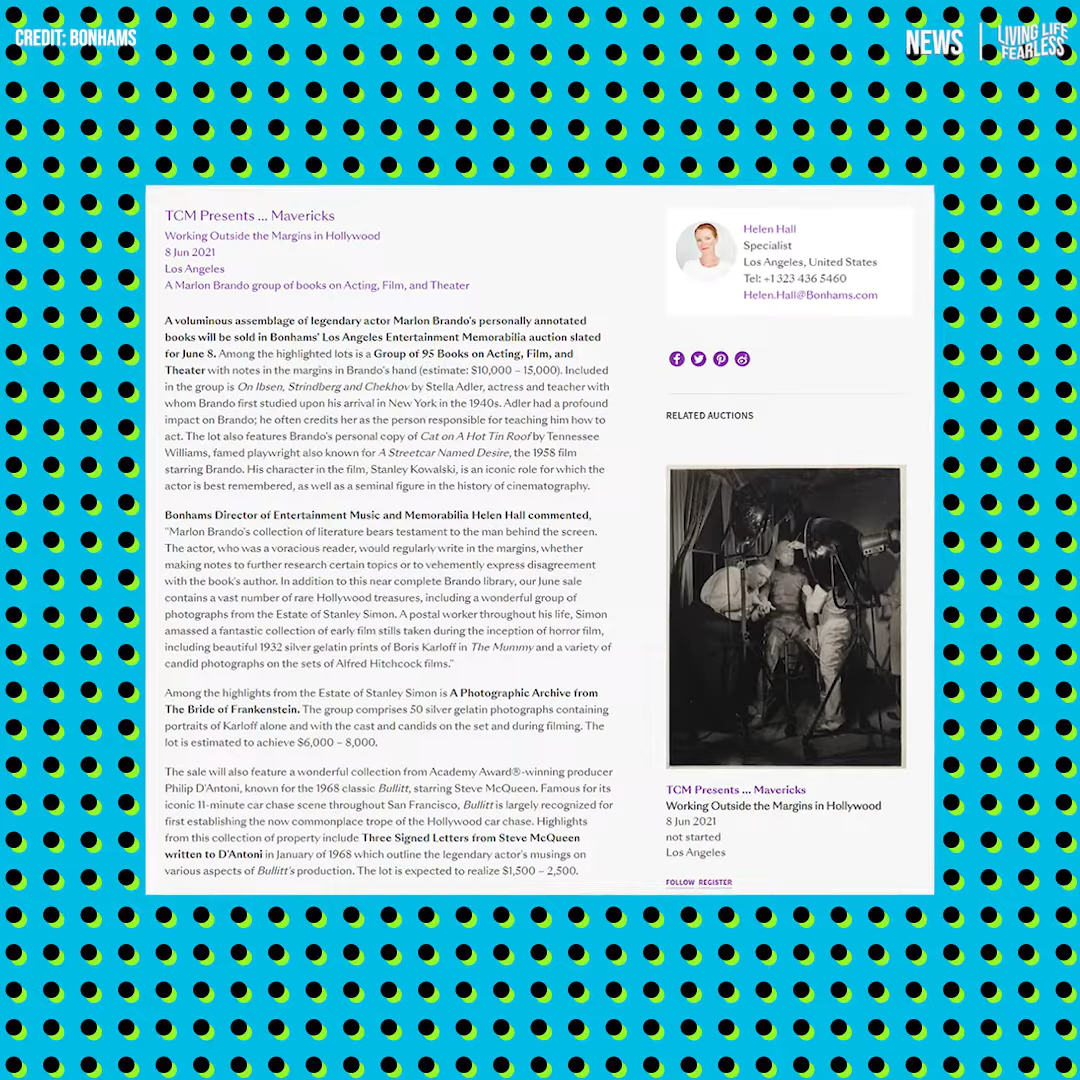 CREDIT: BONHAMS
NEWS
LIVING LIFE
FEARLESS
TCM Presents ... Mavericks
Working Outside the Margins in Hollywood
8 Jun 2021
Los Angeles
A Marlon Brando group of books on Acting, Film, and Theater
A voluminous assemblage of legendary actor Marlon Brando's personally annotated
books will be sold in Bonhams' Los Angeles Entertainment Memorabilia auction slated
for June 8. Among the highlighted lots is a Group of 95 Books on Acting, Film, and
Theater with notes in the margins in Brando's hand (estimate: $10,000 – 15,000). Included
in the group is On Ibsen, Strindberg and Chekhov by Stella Adler, actress and teacher with
whom Brando first studied upon his arrival in New York in the 1940s. Adler had a profound
impact on Brando; he often credits her as the person responsible for teaching him how to
act. The lot also features Brando's personal copy of Cat on A Hot Tin Roof by Tennessee
Williams, famed playwright also known for A Streetcar Named Desire, the 1958 film
starring Brando. His character in the film, Stanley Kowalski, is an iconic role for which the
actor is best remembered, as well as a seminal figure in the history of cinematography.
Bonhams Director of Entertainment Music and Memorabilia Helen Hall commented,
"Marlon Brando's collection of literature bears testament to the man behind the screen.
The actor, who was a voracious reader, would regularly write in the margins, whether
making notes to further research certain topics or to vehemently express disagreement
with the book's author. In addition to this near complete Brando library, our June sale
contains a vast number of rare Hollywood treasures, including a wonderful group of
photographs from the Estate of Stanley Simon. A postal worker throughout his life, Simon
amassed a fantastic collection of early film stills taken during the inception of horror film,
including beautiful 1932 silver gelatin prints of Boris Karloff in The Mummy and a variety of
candid photographs on the sets of Alfred Hitchcock films."
Among the highlights from the Estate of Stanley Simon is A Photographic Archive from
The Bride of Frankenstein. The group comprises 50 silver gelatin photographs containing
portraits of Karloff alone and with the cast and candids on the set and during filming. The
lot is estimated to achieve $6,000 – 8,000.
The sale will also feature a wonderful collection from Academy Award®-winning producer
Philip D'Antoni, known for the 1968 classic Bullitt, starring Steve McQueen. Famous for its
iconic 11-minute car chase scene throughout San Francisco, Bullitt is largely recognized for
first establishing the now commonplace trope of the Hollywood car chase. Highlights
from this collection of property include Three Signed Letters from Steve McQueen
written to D'Antoni in January of 1968 which outline the legendary actor's musings on
various aspects of Bullitt's production. The lot is expected to realize $1,500 – 2,500.
Helen Hall
Specialist
Los Angeles, United States
Tel: +1 323 436 5460
Helen.Hall@Bonhams.com
RELATED AUCTIONS
TCM Presents ... Mavericks
Working Outside the Margins in Hollywood
8 Jun 2021
not started
Los Angeles
FOLLOW REGISTER